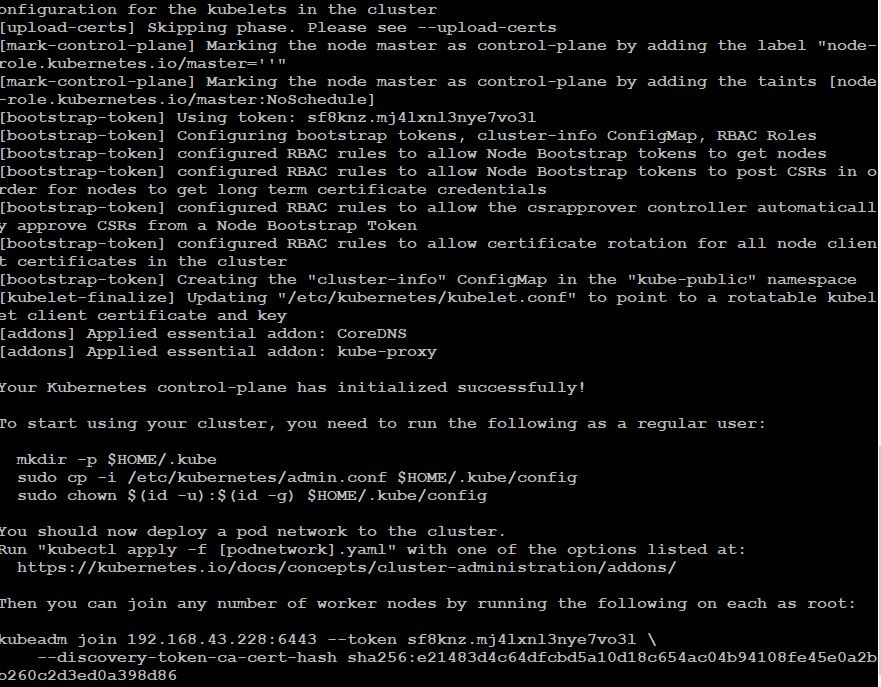 onfiguration for the kubelets in the cluster
[upload-certs] Skipping phase. Please see --upload-certs
[mark-control-plane] Marking the node master as control-plane by adding the label "node-
role.kubernetes.io/master=''"
[mark-control-plane] Marking the node master as control-plane by adding the taints [node
-role.kubernetes.io/master:NoSchedule]
[bootstrap-token] Using token: sf8knz.mj4lxnl3nye7vo3l
[bootstrap-token] Configuring bootstrap tokens, cluster-info ConfigMap, RBAC Roles
[bootstrap-token] configured RBAC rules to allow Node Bootstrap tokens to get nodes
[bootstrap-token] configured RBAC rules to allow Node Bootstrap tokens to post CSRs in o
rder for nodes to get long term certificate credentials
[bootstrap-token] configured RBAC rules to allow the csrapprover controller automaticall
y approve CSRs from a Node Bootstrap Token
[bootstrap-token] configured RBAC rules to allow certificate rotation for all node clien
t certificates in the cluster
[bootstrap-token] Creating the "cluster-info" ConfigMap in the "kube-public" namespace
[kubelet-finalize] Updating "/etc/kubernetes/kubelet.conf" to point to a rotatable kubel
et client certificate and key
[addons] Applied essential addon: CoreDNS
[addons] Applied essential addon: kube-proxy
Your Kubernetes control-plane has initialized successfully!
To start using your cluster, you need to run the following as a regular user:
mkdir -p $HOME/.kube
sudo cp -i /etc/kubernetes/admin.conf $HOME/.kube/config
sudo chown $(id -u):$(id -g) $HOME/.kube/config
You should now deploy a pod network to the cluster.
Run "kubectl apply -f [podnetwork].yaml" with one of the options listed at:
https://kubernetes.io/docs/concepts/cluster-administration/addons/
Then you can join any number of worker nodes by running the following on each as root:
kubeadm join 192.168.43.228:6443 --token sf8knz.mj4lxnl3nye7vo3l \
--discovery-token-ca-cert-hash sha256:e21483d4c64dfcbd5a10d18c654ac04b94108fe45e0a2b
b260c2d3ed0a398d86